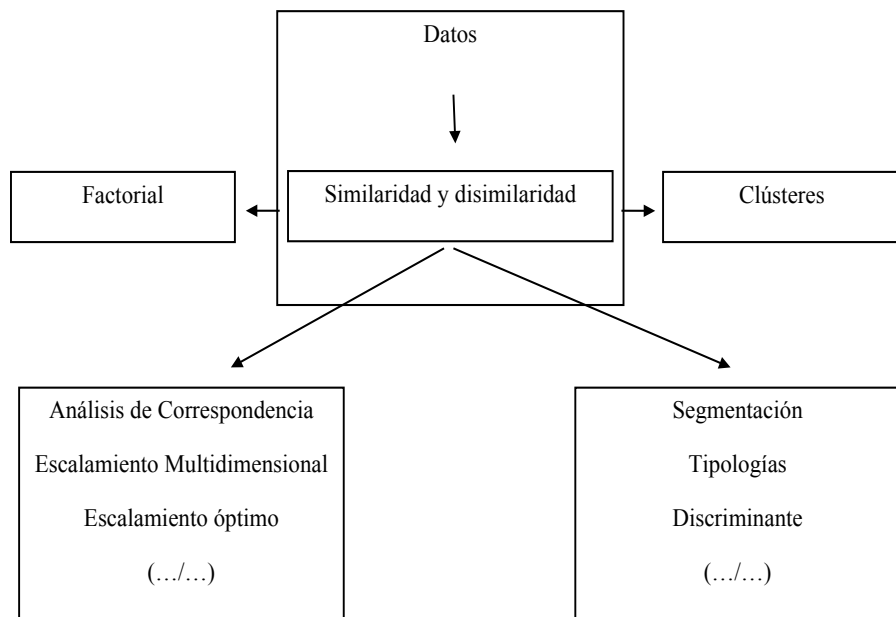 Datos
Factorial
Similaridad y disimilaridad
Clústeres
Análisis de Correspondencia
Escalamiento Multidimensional
Escalamiento óptimo
(…/…)
Segmentación
Tipologías
Discriminante
(…/…)